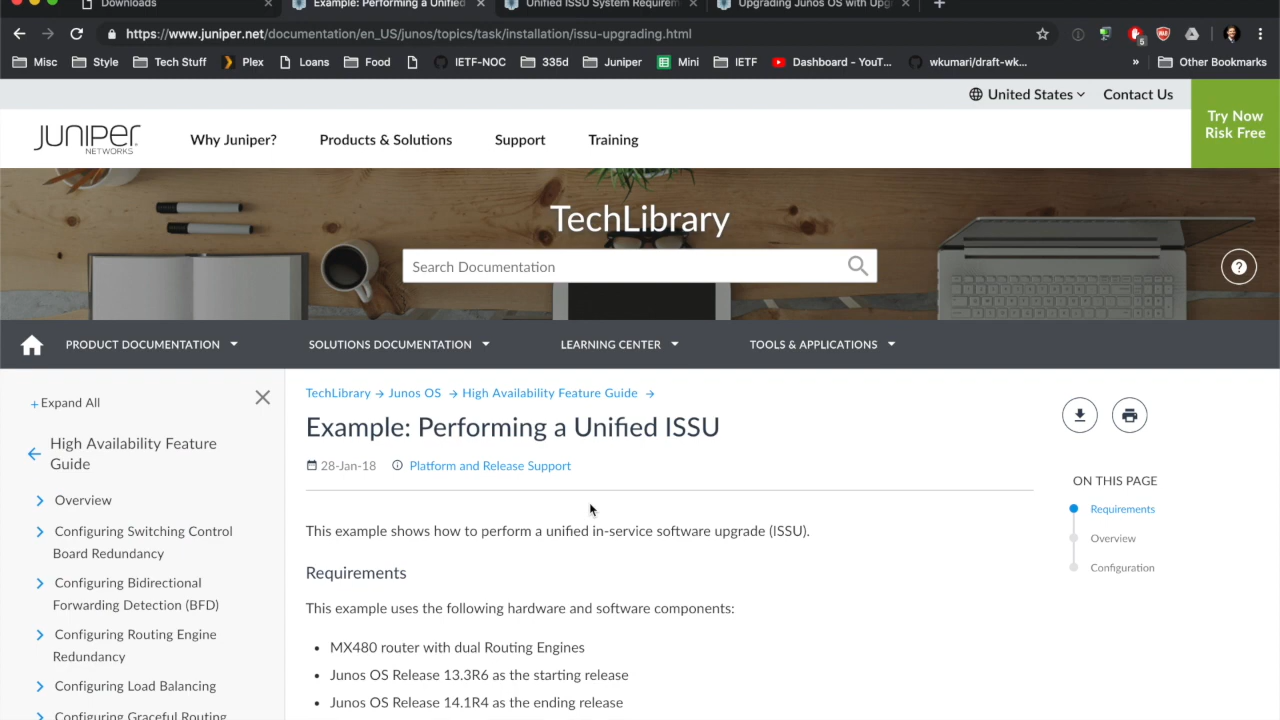 Downloads
Example: Performing a Unified
Unified ISSU System Requirem
Upgrading Junos OS with Upg
https://www.juniper.net/documentation/en_US/junos/topics/task/installation/issu-upgrading.html
5
Misc
Style
Tech Stuff
Plex
Loans
Food
IETF-NOC
335d
Juniper
Mini
IETF
Dashboard - YouT...
wkumari/draft-wk...
»
Other Bookmarks
United States
Contact Us
Try Now
Risk Free
JUNIPER
NETWORKS
Why Juniper?
Products & Solutions
Support
Training
TechLibrary
Search Documentation
PRODUCT DOCUMENTATION
SOLUTIONS DOCUMENTATION
LEARNING CENTER
TOOLS & APPLICATIONS
+ Expand All
High Availability Feature
Guide
Overview
Configuring Switching Control
Board Redundancy
Configuring Bidirectional
Forwarding Detection (BFD)
Configuring Routing Engine
Redundancy
Configuring Load Balancing
Configuring Graceful Routing
TechLibrary → Junos OS → High Availability Feature Guide →
Example: Performing a Unified ISSU
28-Jan-18 Platform and Release Support
This example shows how to perform a unified in-service software upgrade (ISSU).
Requirements
This example uses the following hardware and software components:
• MX480 router with dual Routing Engines
• Junos OS Release 13.3R6 as the starting release
• Junos OS Release 14.1R4 as the ending release
ON THIS PAGE
Requirements
Overview
Configuration